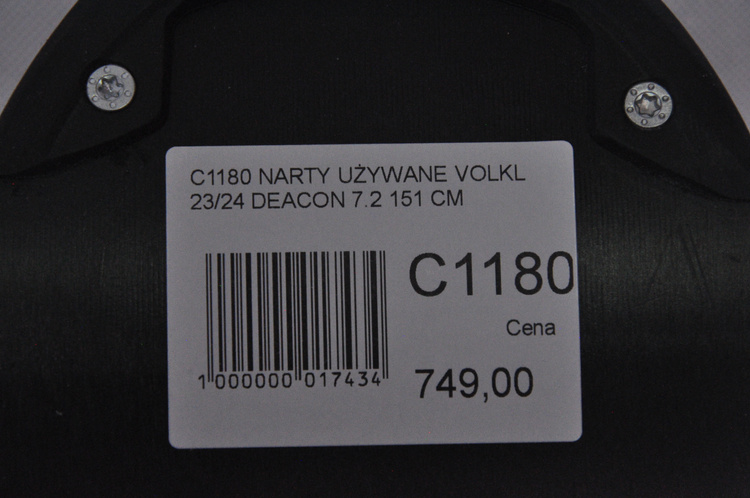 C1180 NARTY UŻYWANE VOLKL
23/24 DEACON 7.2 151 CM
C1180
Cena
749,00
1 000000 017434